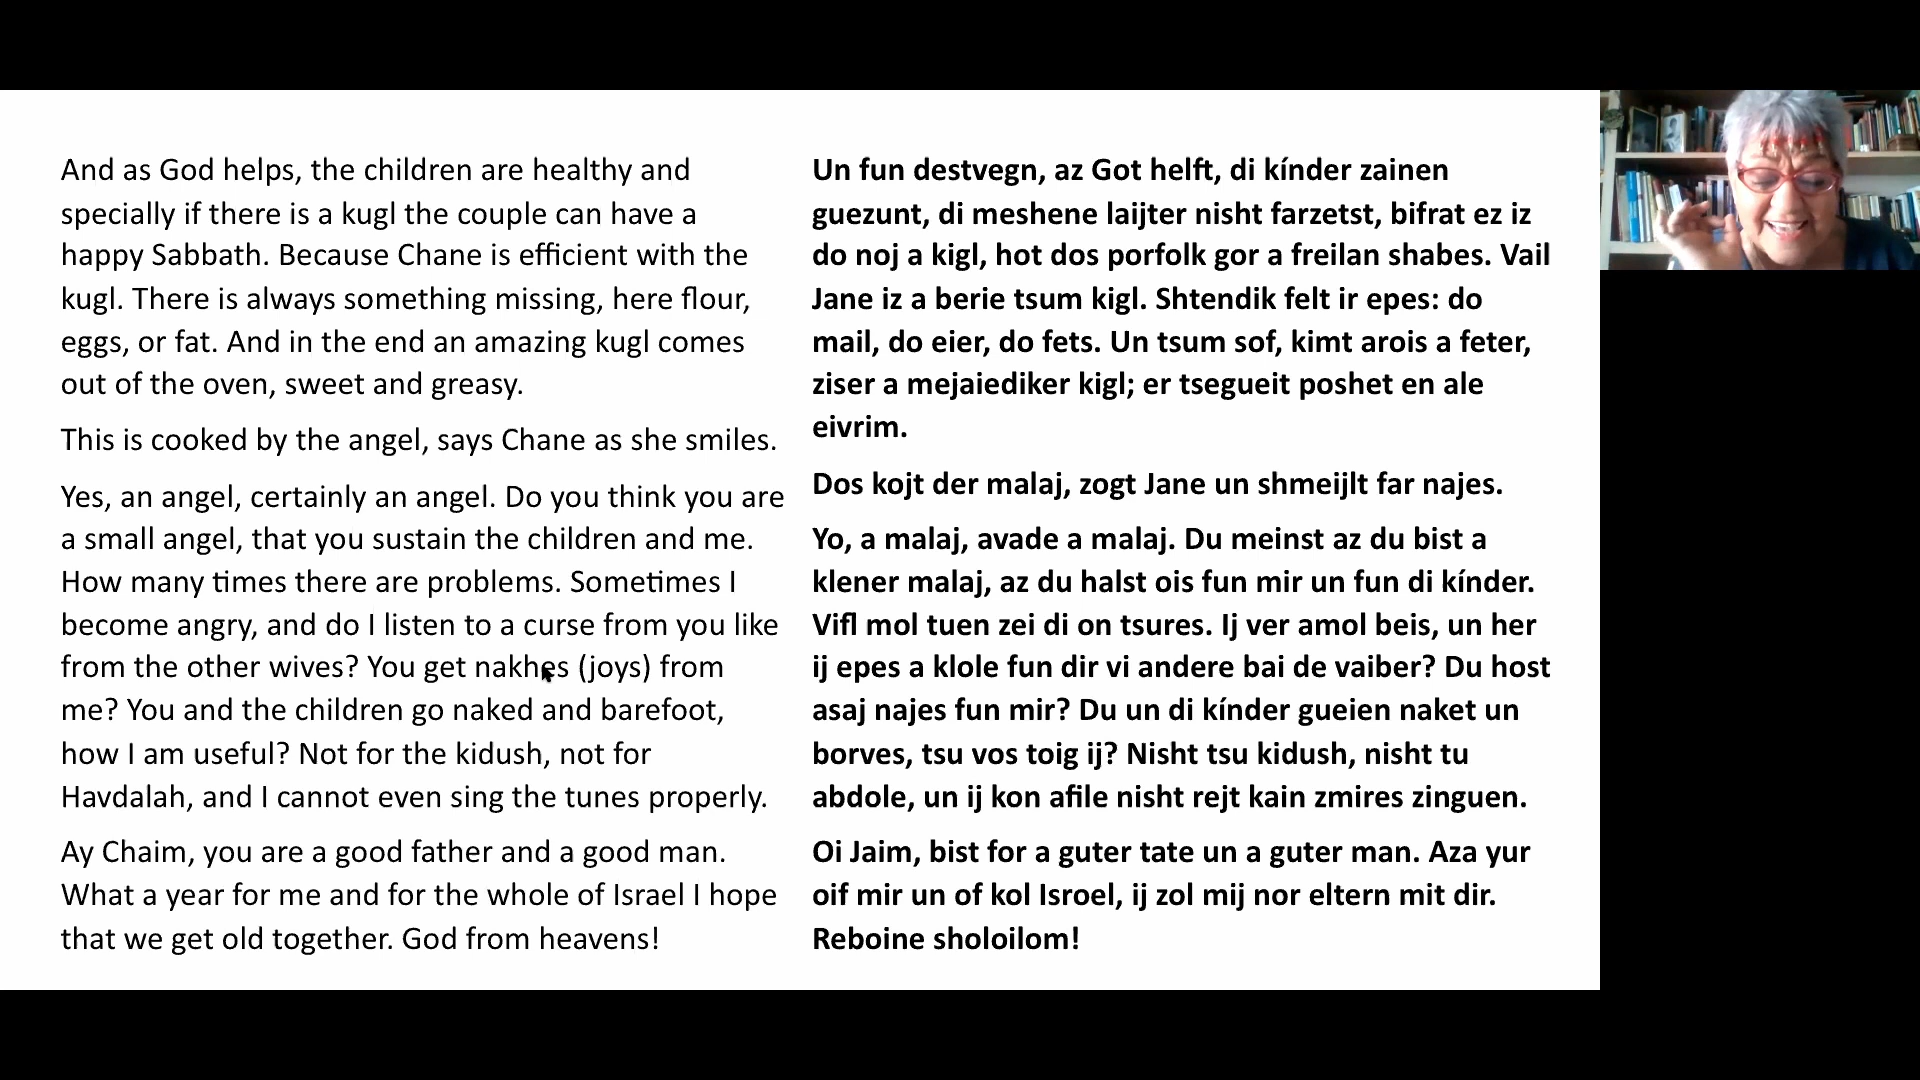 And as God helps, the children are healthy and
specially if there is a kugl the couple can have a
happy Sabbath. Because Chane is efficient with the
kugl. There is always something missing, here flour,
eggs, or fat. And in the end an amazing kugl comes
out of the oven, sweet and greasy.
This is cooked by the angel, says Chane as she smiles.
Yes, an angel, certainly an angel. Do you think you are
a small angel, that you sustain the children and me.
How many times there are problems. Sometimes I
become angry, and do I listen to a curse from you like
from the other wives? You get nakhes (joys) from
me? You and the children go naked and barefoot,
how I am useful? Not for the kidush, not for
Havdalah, and I cannot even sing the tunes properly.
Ay Chaim, you are a good father and a good man.
What a year for me and for the whole of Israel I hope
that we get old together. God from heavens!
Un fun destvegn, az Got helft, di kínder zainen
guezunt, di meshene laijter nisht farzetst, bifrat ez iz
do noj a kigl, hot dos porfolk gor a freilan shabes. Vail
Jane iz a berie tsum kigl. Shtendik felt ir epes: do
mail, do eier, do fets. Un tsum sof, kimt arois a feter,
ziser a mejaiediker kigl; er tsegueit poshet en ale
eivrim.
Dos kojt der malaj, zogt Jane un shmeijlt far najes.
Yo, a malaj, avade a malaj. Du meinst az du bist a
klener malaj, az du halst ois fun mir un fun di kínder.
Vifl mol tuen zei di on tsures. Ij ver amol beis, un her
ij epes a klole fun dir vi andere bai de vaiber? Du host
asaj najes fun mir? Du un di kínder gueien naket un
borves, tsu vos toig ij? Nisht tsu kidush, nisht tu
abdole, un ij kon afile nisht rejt kain zmires zinguen.
Oi Jaim, bist for a guter tate un a guter man. Aza yur
oif mir un of kol Isroel, ij zol mij nor eltern mit dir.
Reboine sholoilom!